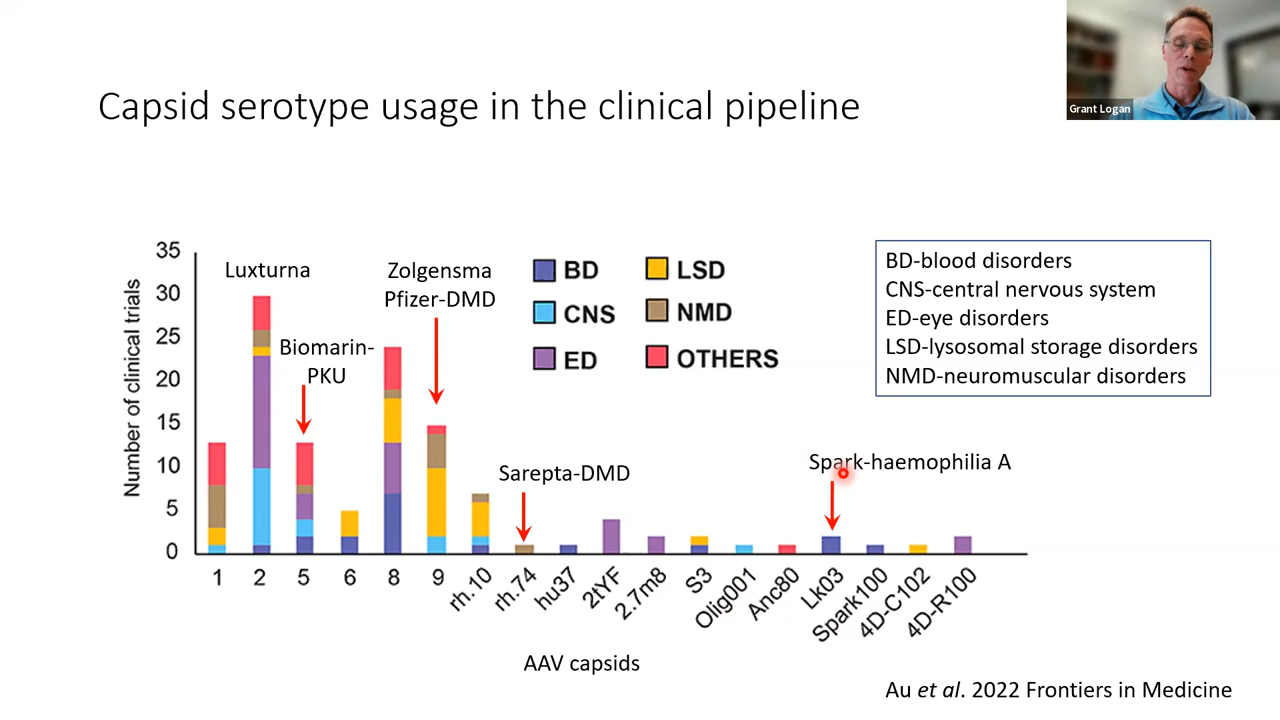 Grant Logan
Capsid serotype usage in the clinical pipeline
Number of clinical trials
35
30
25
20
15
10
5
0
Luxturna
Biomarin-
PKU
Zolgensma
Pfizer-DMD
Sarepta-DMD
Spark-haemophilia A
BD
CNS
ED
LSD
NMD
OTHERS
BD-blood disorders
CNS-central nervous system
ED-eye disorders
LSD-lysosomal storage disorders
NMD-neuromuscular disorders
1
2
5
6
8
9
rh.10
rh.74
hu37
2tYF
2.7m8
S3
Olig001
Anc80
Lk03
Spark100
4D-C102
4D-R100
AAV capsids
Au et al. 2022 Frontiers in Medicine